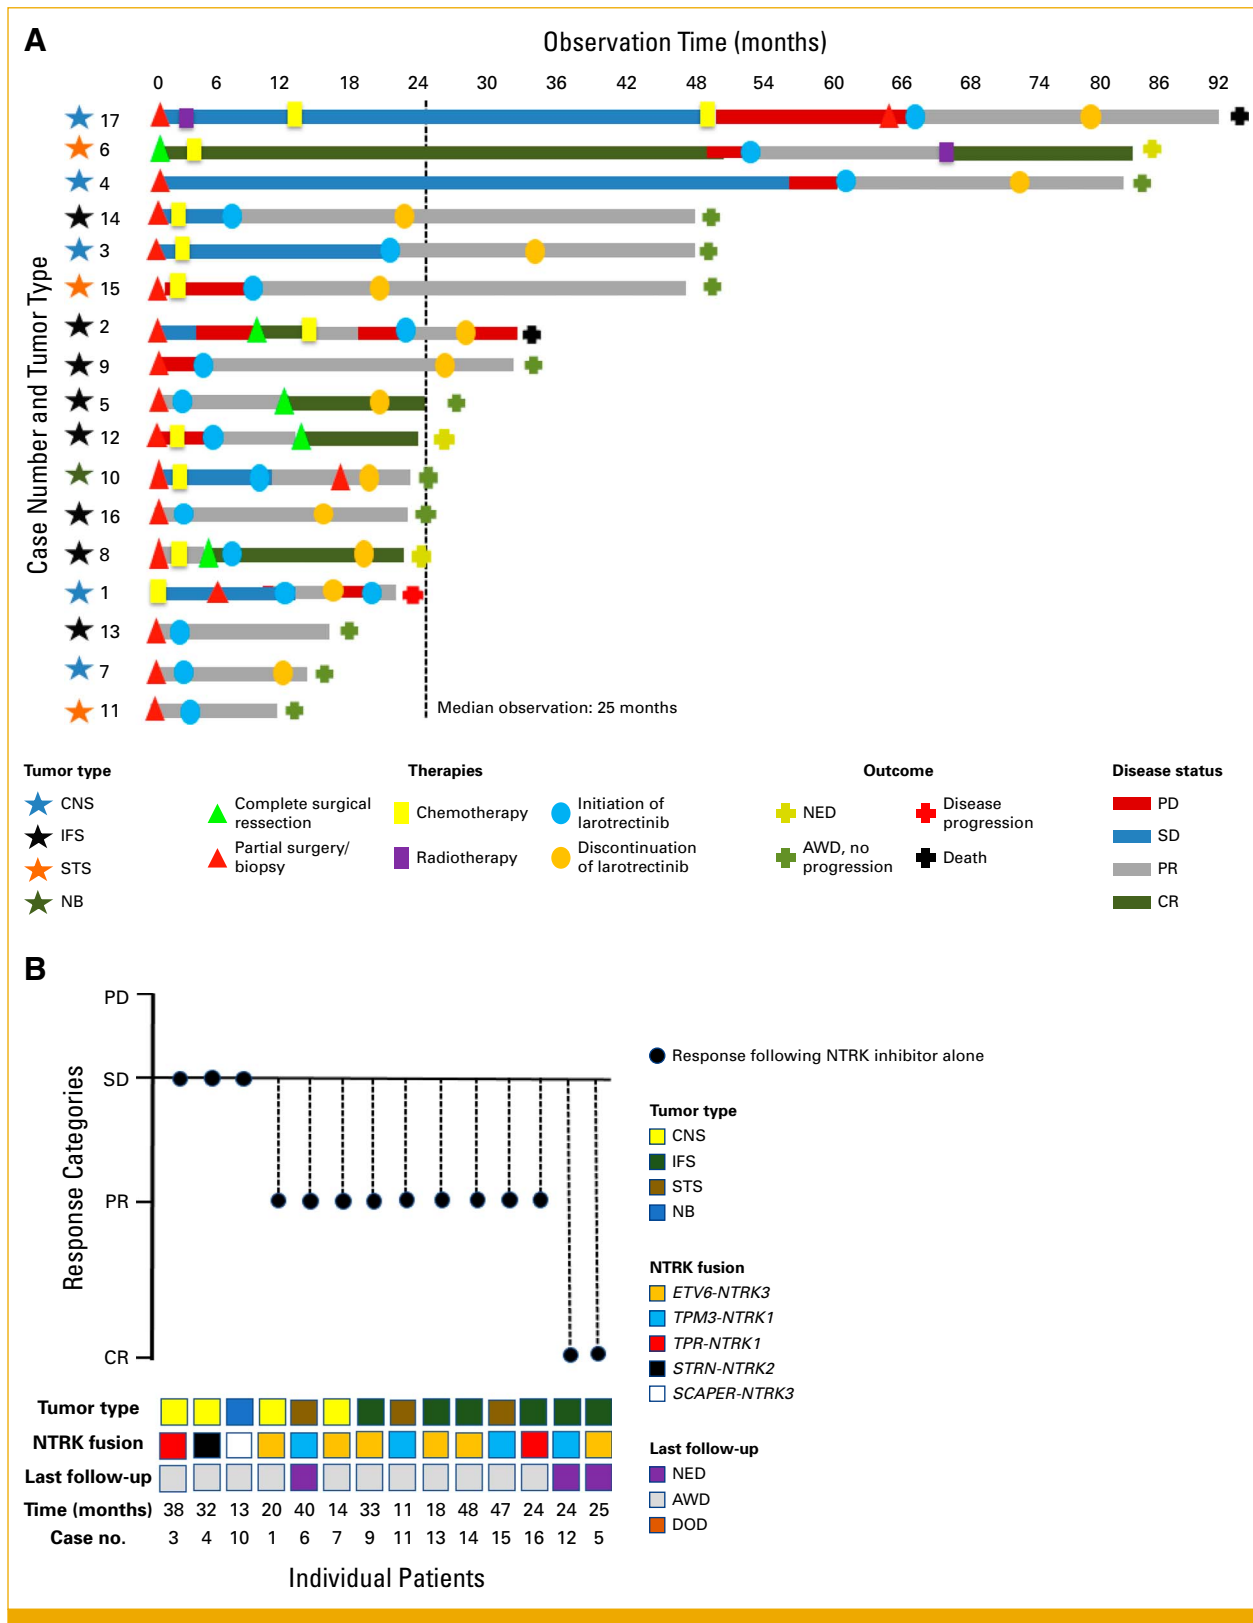 A
Observation Time (months)
0 6 12 18 24 30 36 42 48 54 60 66 68 74 80 86 92
Case Number and Tumor Type
17
6
4
14
3
15
2
9
5
12
10
16
8
1
13
7
11
Median observation: 25 months
Tumor type
CNS
IFS
STS
NB
Therapies
Complete surgical
ressection
Partial surgery/
biopsy
Chemotherapy
Radiotherapy
Initiation of
larotrectinib
Discontinuation
of larotrectinib
Outcome
NED
AWD, no
progression
Disease
progression
Death
Disease status
PD
SD
PR
CR
B
Response Categories
PD
SD
PR
CR
Response following NTRK inhibitor alone
Tumor type
CNS
IFS
STS
NB
NTRK fusion
ETV6-NTRK3
TPM3-NTRK1
TPR-NTRK1
STRN-NTRK2
SCAPER-NTRK3
Last follow-up
NED
AWD
DOD
Tumor type
NTRK fusion
Last follow-up
Time (months) 38 32 13 20 40 14 33 11 18 48 47 24 24 25
Case no. 3 4 10 1 6 7 9 11 13 14 15 16 12 5
Individual Patients